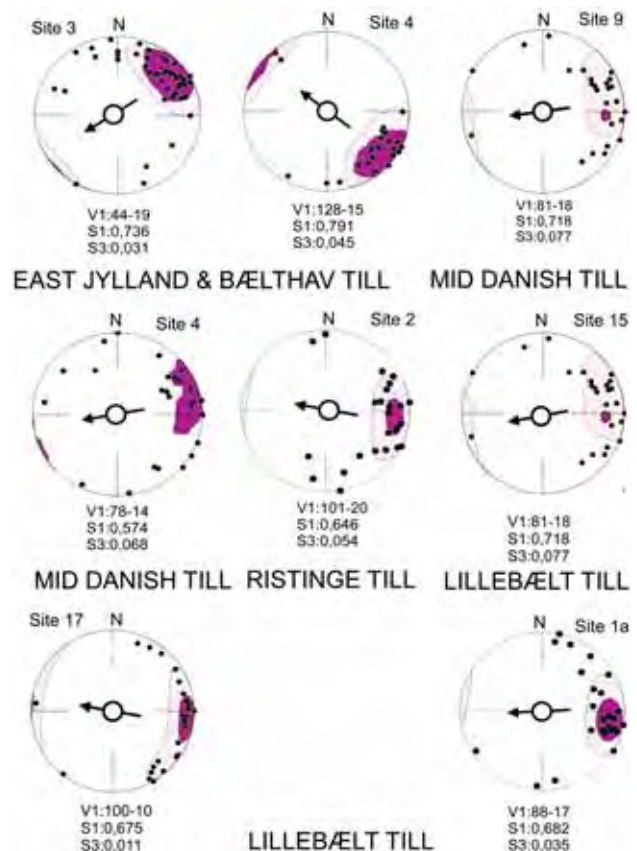 Site 3
N
V1:44-19
S1:0,736
S3:0,031
Site 4
N
V1:128-15
S1:0,791
S3:0,045
Site 9
N
V1:81-18
S1:0,718
S3:0,077
EAST JYLLAND & BÆLTHAV TILL
MID DANISH TILL
N
Site 4
V1:78-14
S1:0,574
S3:0,068
N
Site 2
V1:101-20
S1:0,646
S3:0,054
N
Site 15
V1:81-18
S1:0,718
S3:0,077
MID DANISH TILL
RISTINGE TILL
LILLEBÆLT TILL
Site 17
N
V1:100-10
S1:0,675
S3:0,011
N
Site 1a
V1:88-17
S1:0,682
S3:0,035
LILLEBÆLT TILL